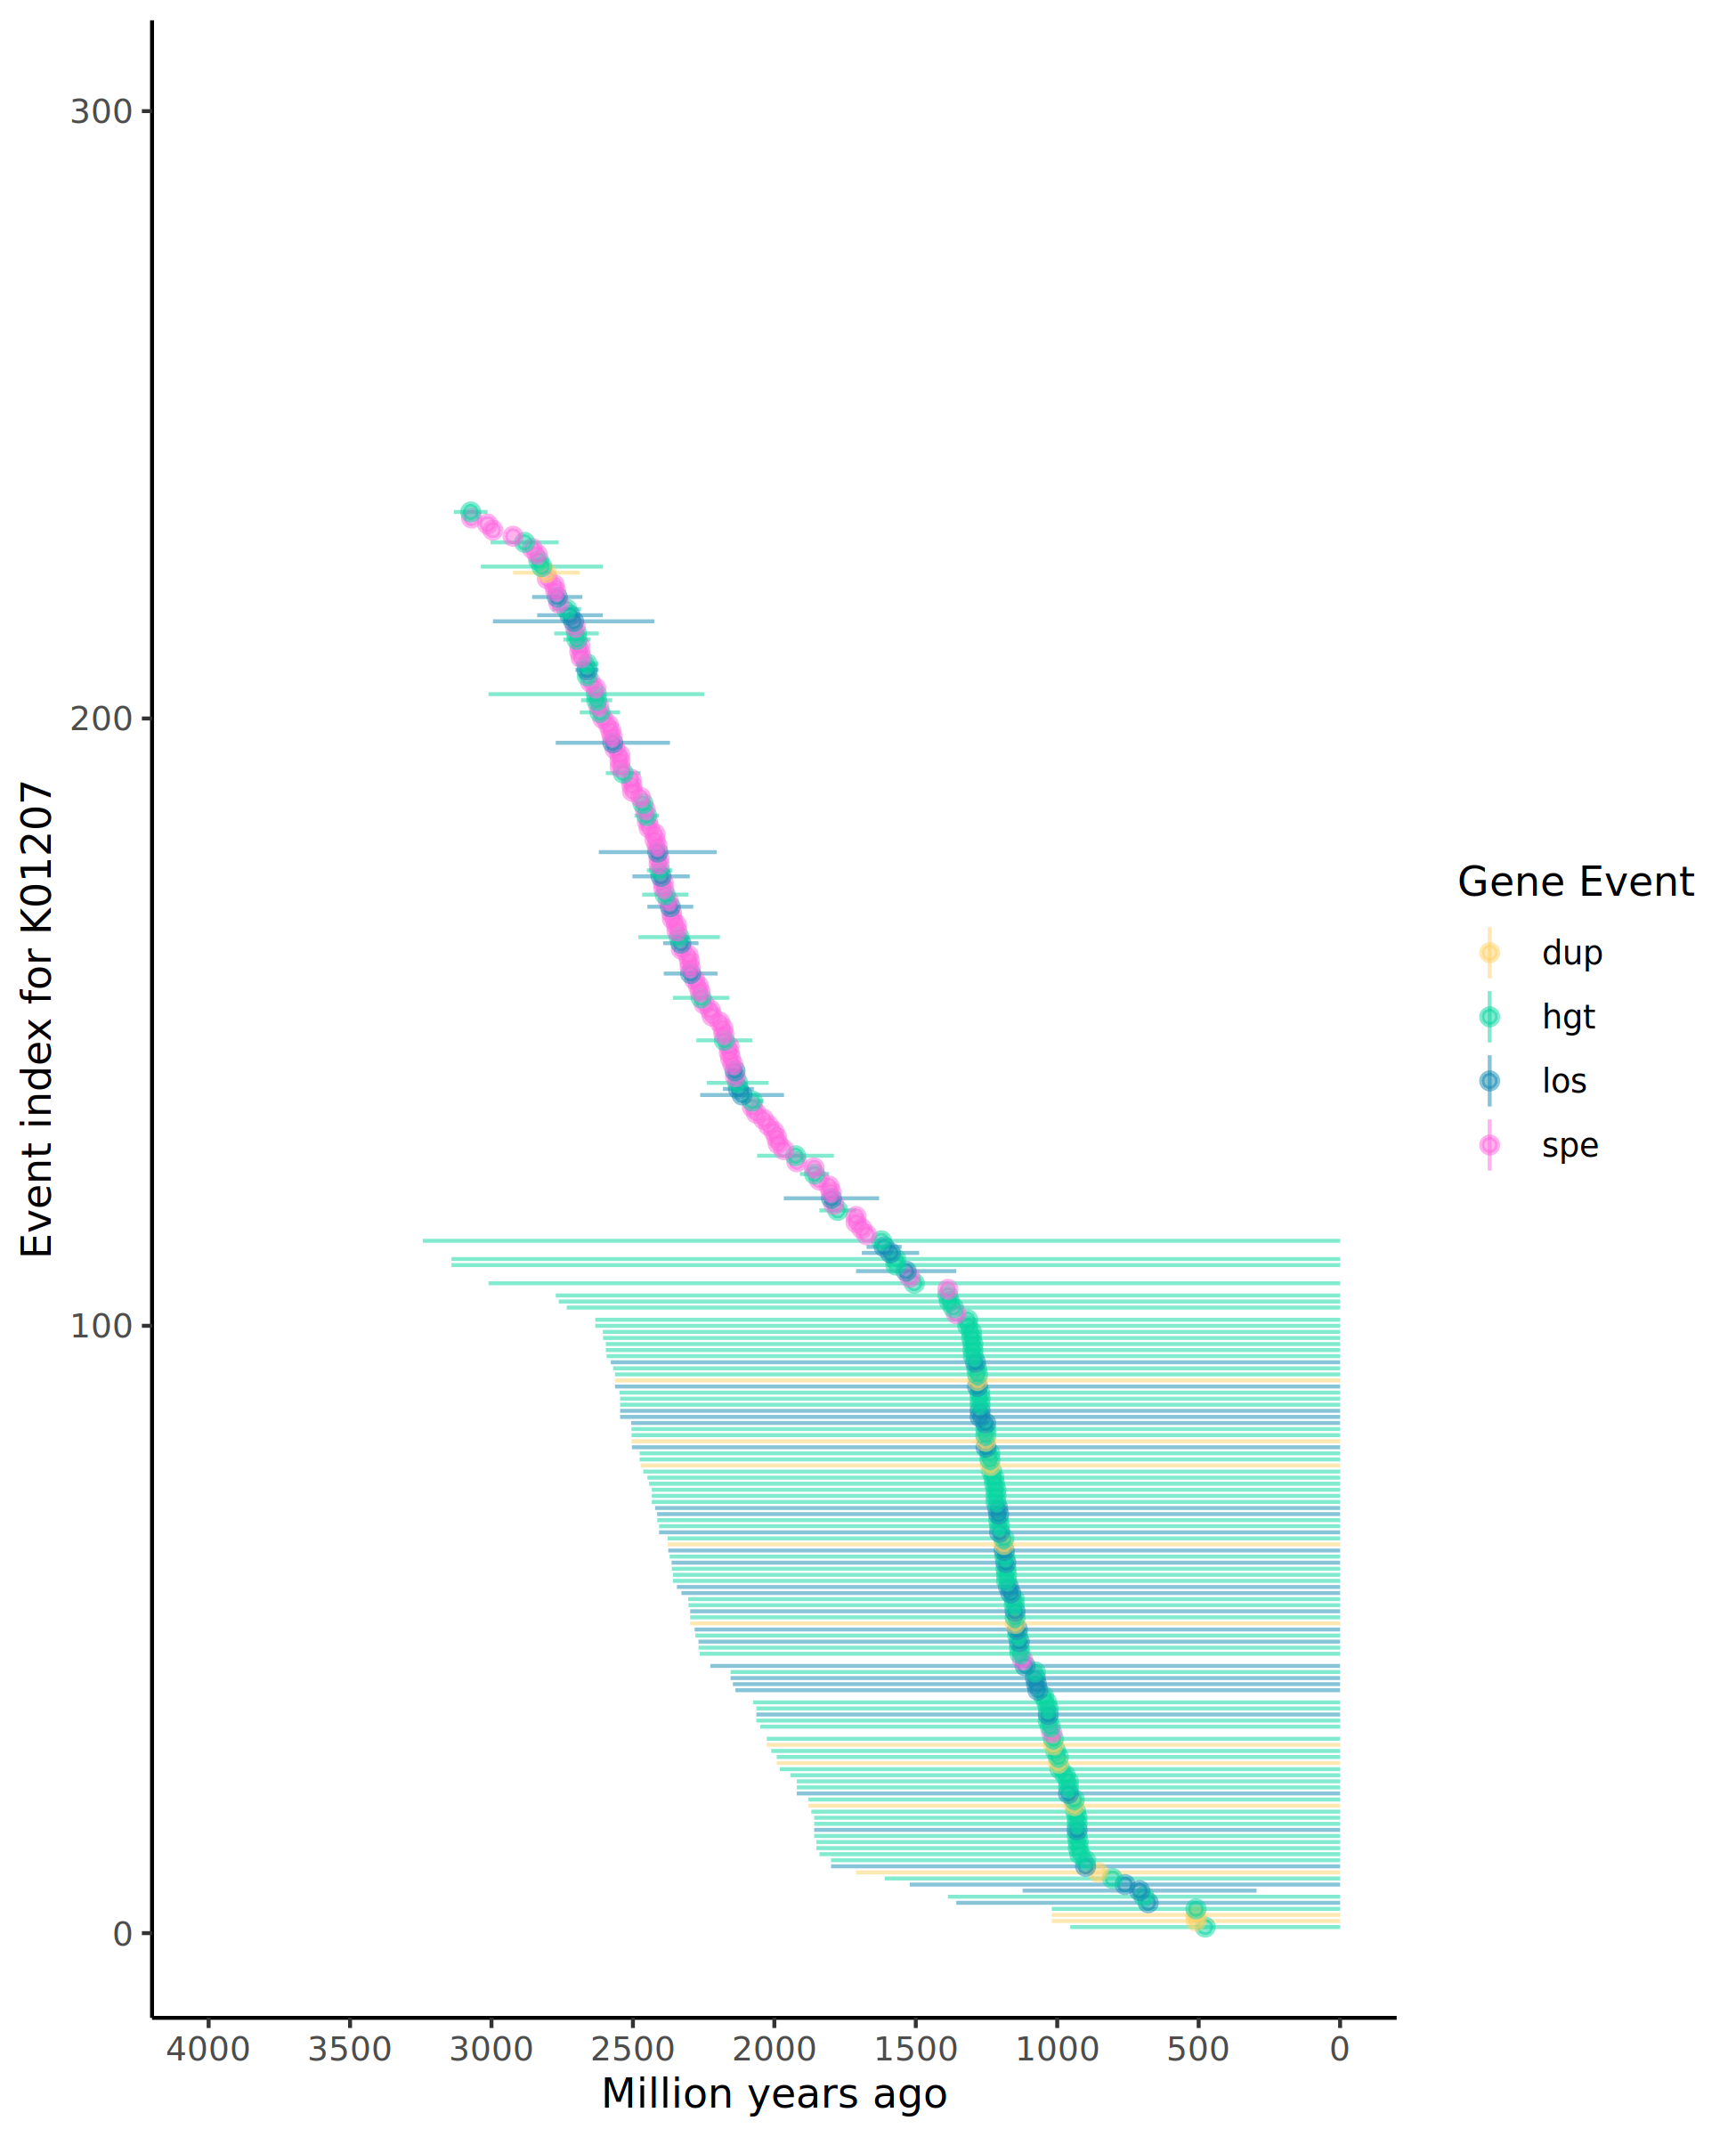 300
200
100
0
Event index for K01207
4000 3500 3000 2500 2000 1500 1000 500 0
Million years ago
Gene Event
dup
hgt
los
spe